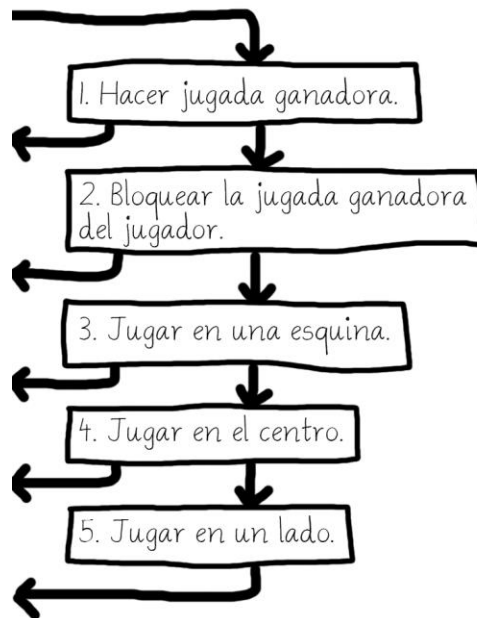 1. Hacer jugada ganadora.
2. Bloquear la jugada ganadora
del jugador.
3. Jugar en una esquina.
4. Jugar en el centro.
5. Jugar en un lado.